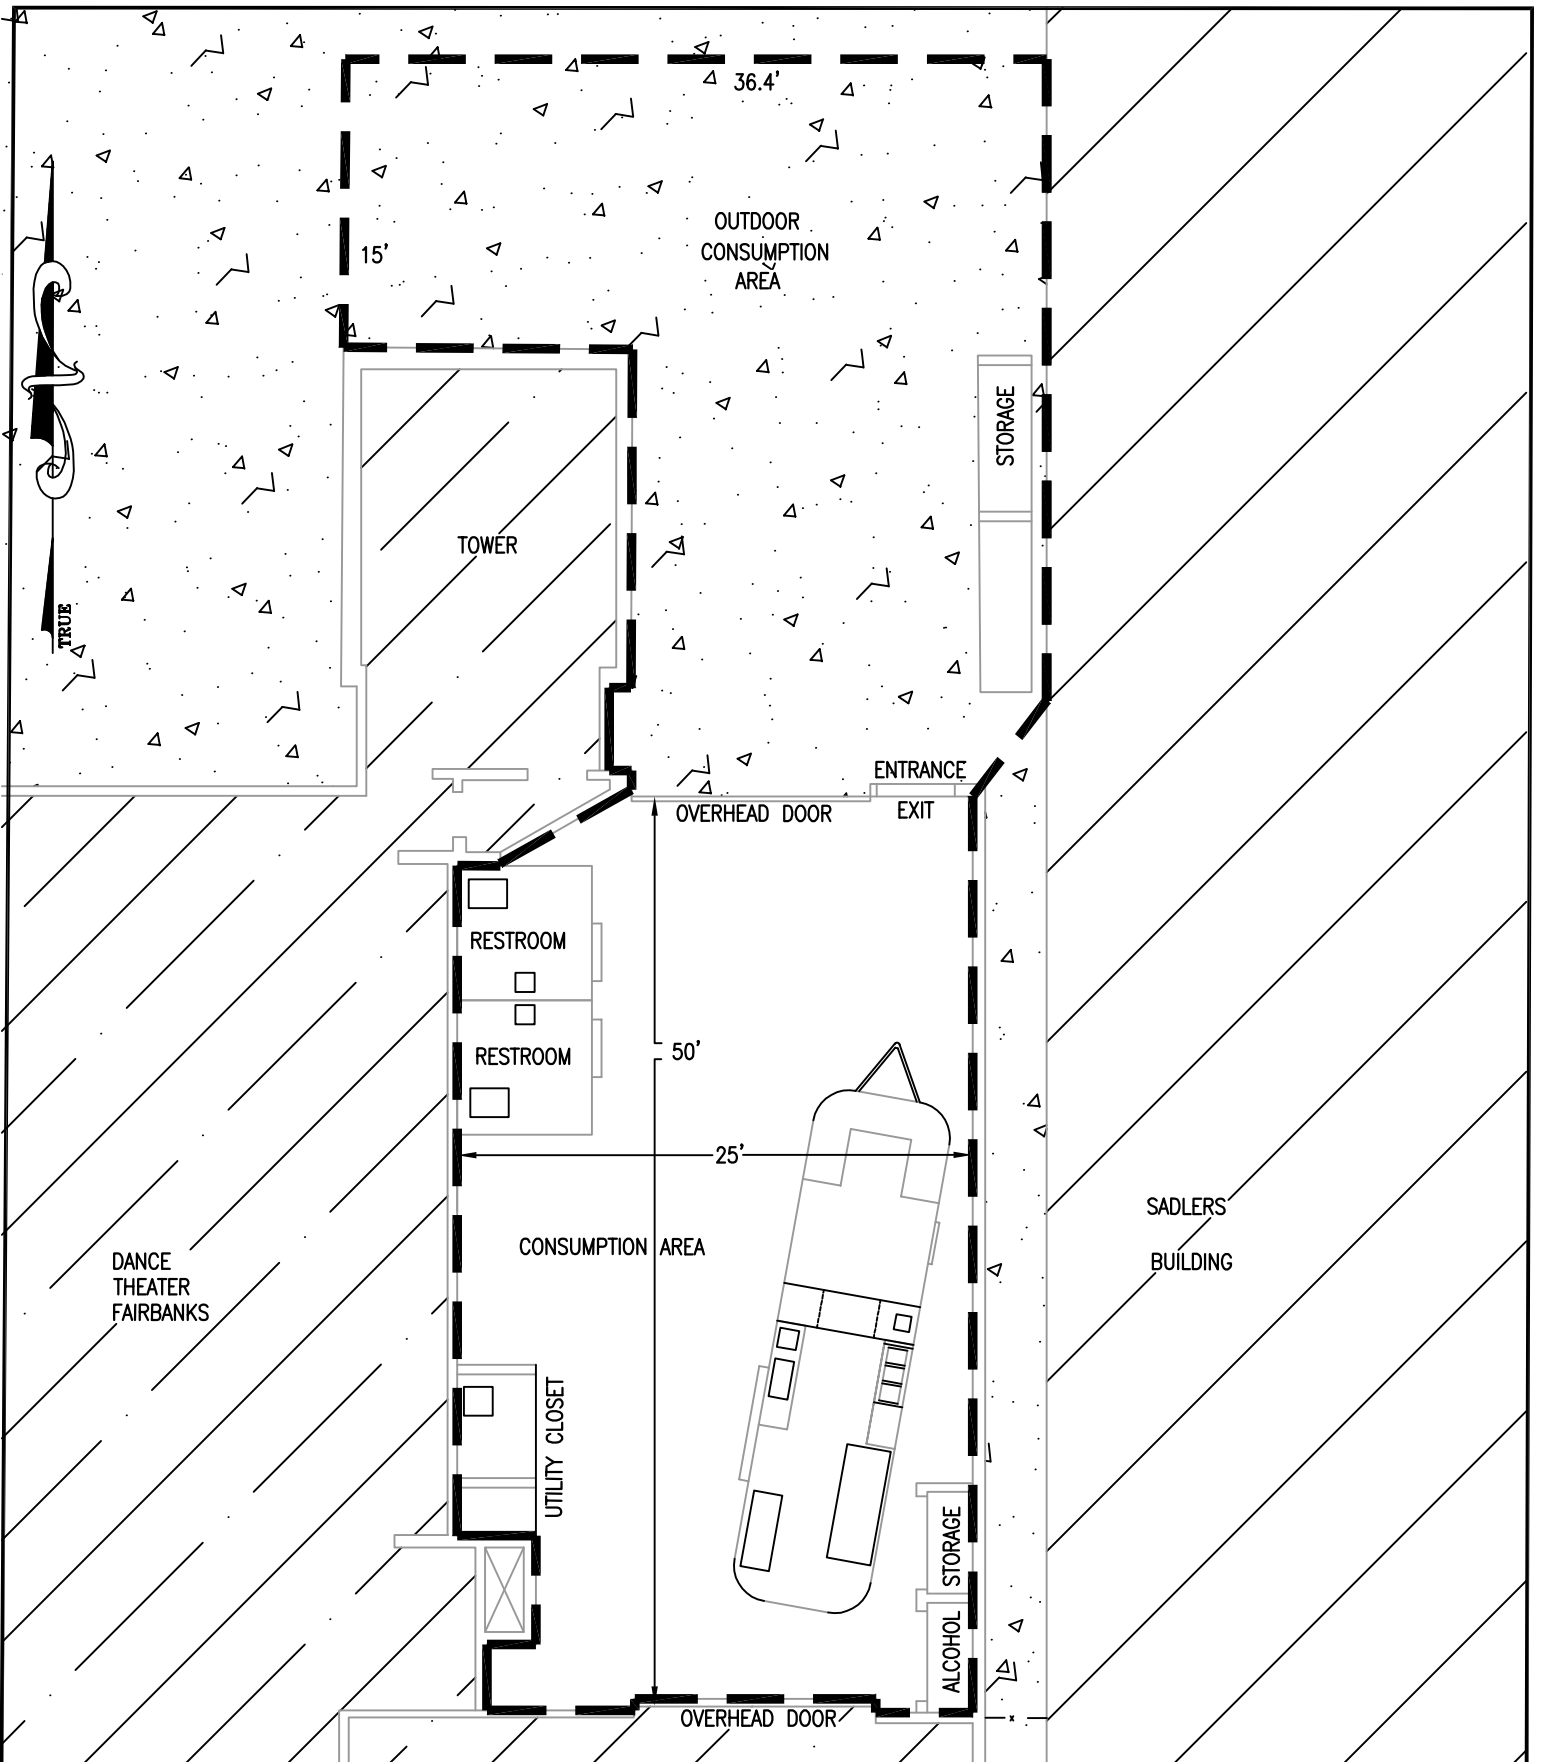 36.4'
OUTDOOR
CONSUMPTION
AREA
15'
STORAGE
TOWER
TRUE
ENTRANCE
OVERHEAD DOOR
EXIT
RESTROOM
50'
RESTROOM
25'
SADLERS
BUILDING
CONSUMPTION AREA
DANCE
THEATER
FAIRBANKS
UTILITY CLOSET
STORAGE
ALCOHOL
OVERHEAD DOOR
x